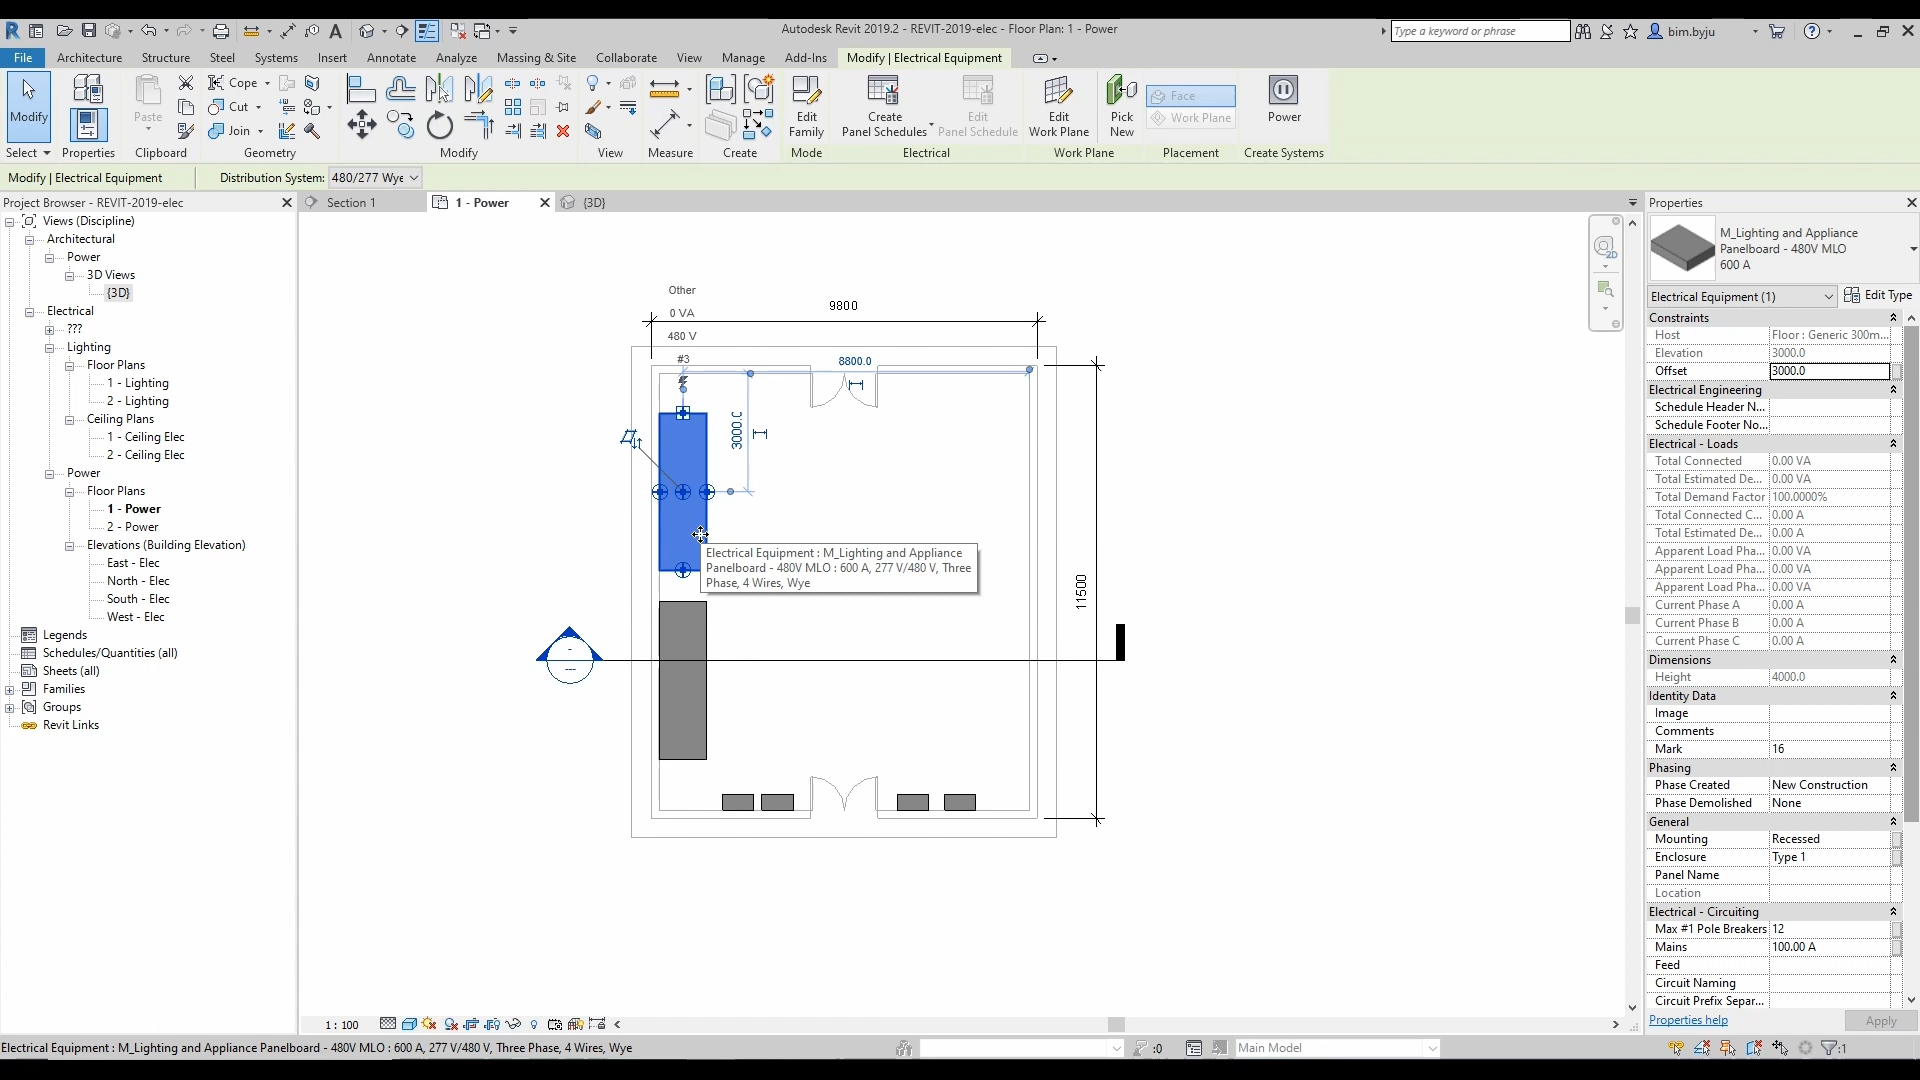 Autodesk Revit 2019.2 - REVIT-2019-elec - Floor Plan: 1 - Power
Type a keyword or phrase
bim.byju
File Architecture Structure Steel Systems Insert Annotate Analyze Massing & Site Collaborate View Manage Add-Ins Modify | Electrical Equipment
Modify
Paste
Cope
Cut
Join
Edit Family
Create Panel Schedules
Edit Panel Schedule
Edit Work Plane
Pick New
Face
Work Plane
Power
Select Properties Clipboard Geometry Modify View Measure Create Mode Electrical Work Plane Placement Create Systems
Modify | Electrical Equipment
Distribution System: 480/277 Wye
Project Browser - REVIT-2019-elec
Views (Discipline)
Architectural
Power
3D Views
{3D}
Electrical
???
Lighting
Floor Plans
1 - Lighting
2 - Lighting
Ceiling Plans
1 - Ceiling Elec
2 - Ceiling Elec
Power
Floor Plans
1 - Power
2 - Power
Elevations (Building Elevation)
East - Elec
North - Elec
South - Elec
West - Elec
Legends
Schedules/Quantities (all)
Sheets (all)
Families
Groups
Revit Links
Section 1
1 - Power
{3D}
2D
Other
0 VA
480 V
#3
9800
8800.0
3000.0
11500
-
---
Electrical Equipment : M_Lighting and Appliance
Panelboard - 480V MLO : 600 A, 277 V/480 V, Three
Phase, 4 Wires, Wye
Properties
M_Lighting and Appliance
Panelboard - 480V MLO
600 A
Electrical Equipment (1)
Edit Type
Constraints
Host Floor : Generic 300m...
Elevation 3000.0
Offset 3000.0
Electrical Engineering
Schedule Header N...
Schedule Footer No...
Electrical - Loads
Total Connected 0.00 VA
Total Estimated De... 0.00 VA
Total Demand Factor 100.0000%
Total Connected C... 0.00 A
Total Estimated De... 0.00 A
Apparent Load Pha... 0.00 VA
Apparent Load Pha... 0.00 VA
Apparent Load Pha... 0.00 VA
Current Phase A 0.00 A
Current Phase B 0.00 A
Current Phase C 0.00 A
Dimensions
Height 4000.0
Identity Data
Image
Comments
Mark 16
Phasing
Phase Created New Construction
Phase Demolished None
General
Mounting Recessed
Enclosure Type 1
Panel Name
Location
Electrical - Circuiting
Max #1 Pole Breakers 12
Mains 100.00 A
Feed
Circuit Naming
Circuit Prefix Separ...
Properties help
Apply
1 : 100
Electrical Equipment : M_Lighting and Appliance Panelboard - 480V MLO : 600 A, 277 V/480 V, Three Phase, 4 Wires, Wye
:0
Main Model
:1